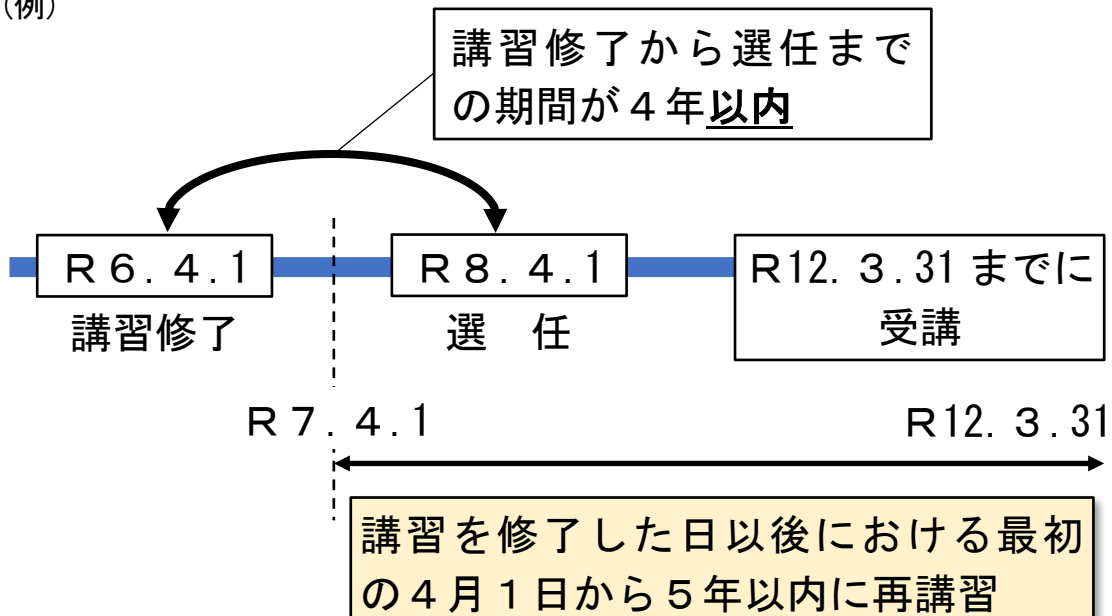 (例)
講習修了から選任まで
の期間が４年以内
Ｒ６.４.１
Ｒ８.４.１
Ｒ12.３.31までに
受講
講習修了
選　任
Ｒ７.４.１
Ｒ12.３.31
講習を修了した日以後における最初
の４月１日から５年以内に再講習